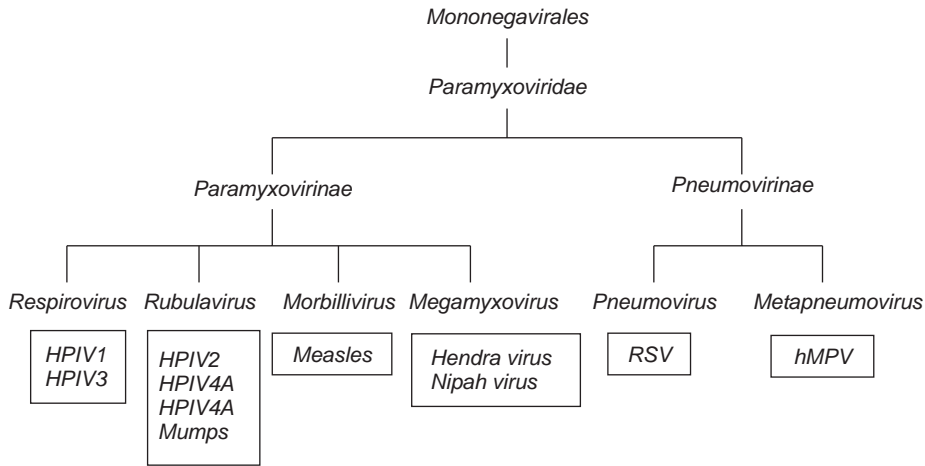 Mononegavirales
Paramyxoviridae
Paramyxovirinae
Pneumovirinae
Respirovirus
Rubulavirus
Morbillivirus
Megamyxovirus
Pneumovirus
Metapneumovirus
HPIV1
HPIV3
HPIV2
HPIV4A
HPIV4A
Mumps
Measles
Hendra virus
Nipah virus
RSV
hMPV